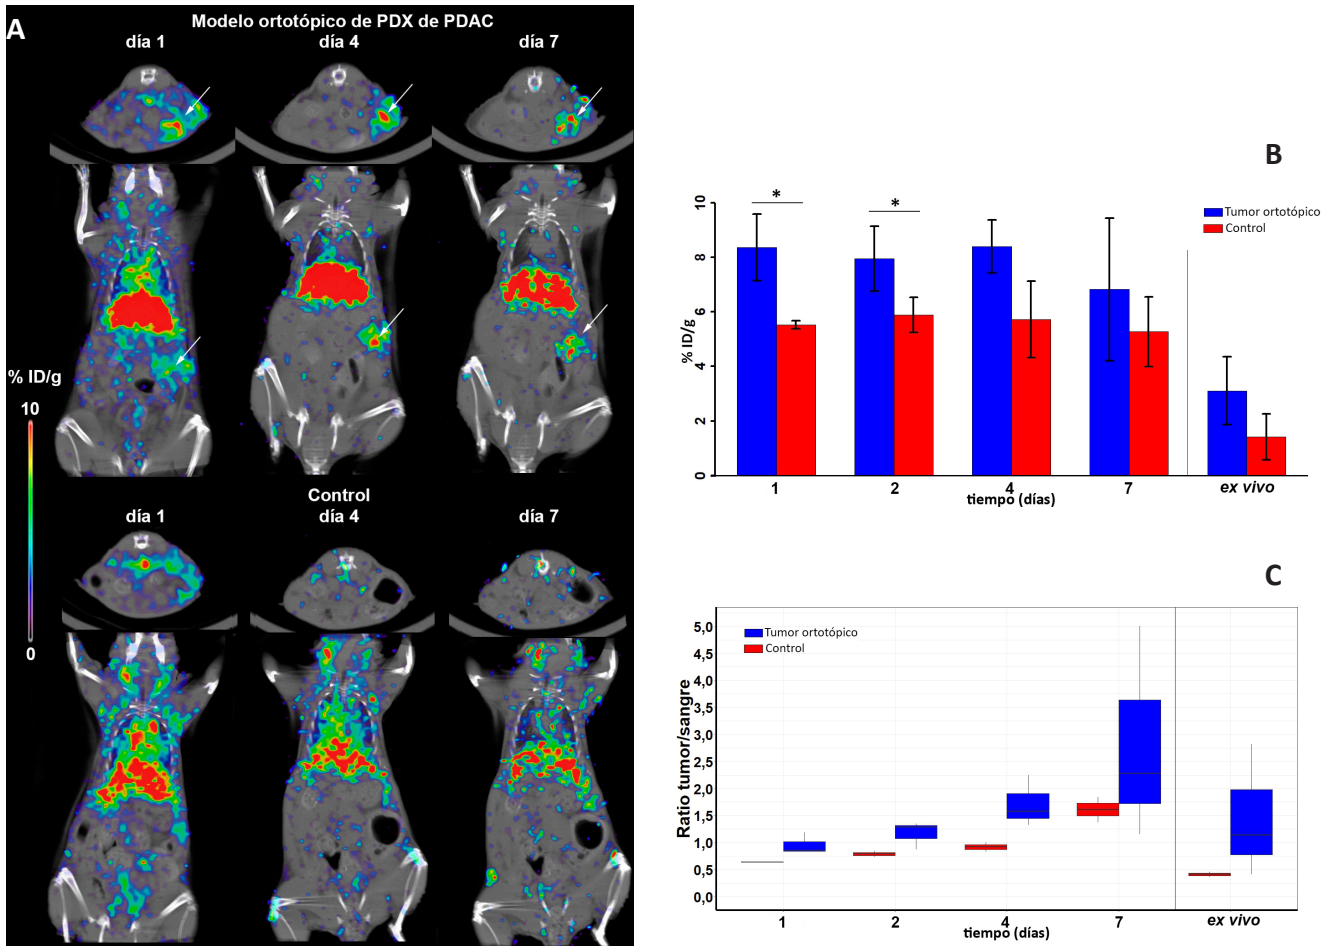 A
Modelo ortotópico de PDX de PDAC
día 1 día 4 día 7
% ID/g
10
0
Control
día 1 día 4 día 7
B
Tumor ortotópico
Control
* *
% ID/g
10
8
6
4
2
0
1 2 4 7 ex vivo
tiempo (días)
C
Tumor ortotópico
Control
Ratio tumor/sangre
5,0
4,5
4,0
3,5
3,0
2,5
2,0
1,5
1,0
0,5
0,0
1 2 4 7 ex vivo
tiempo (días)